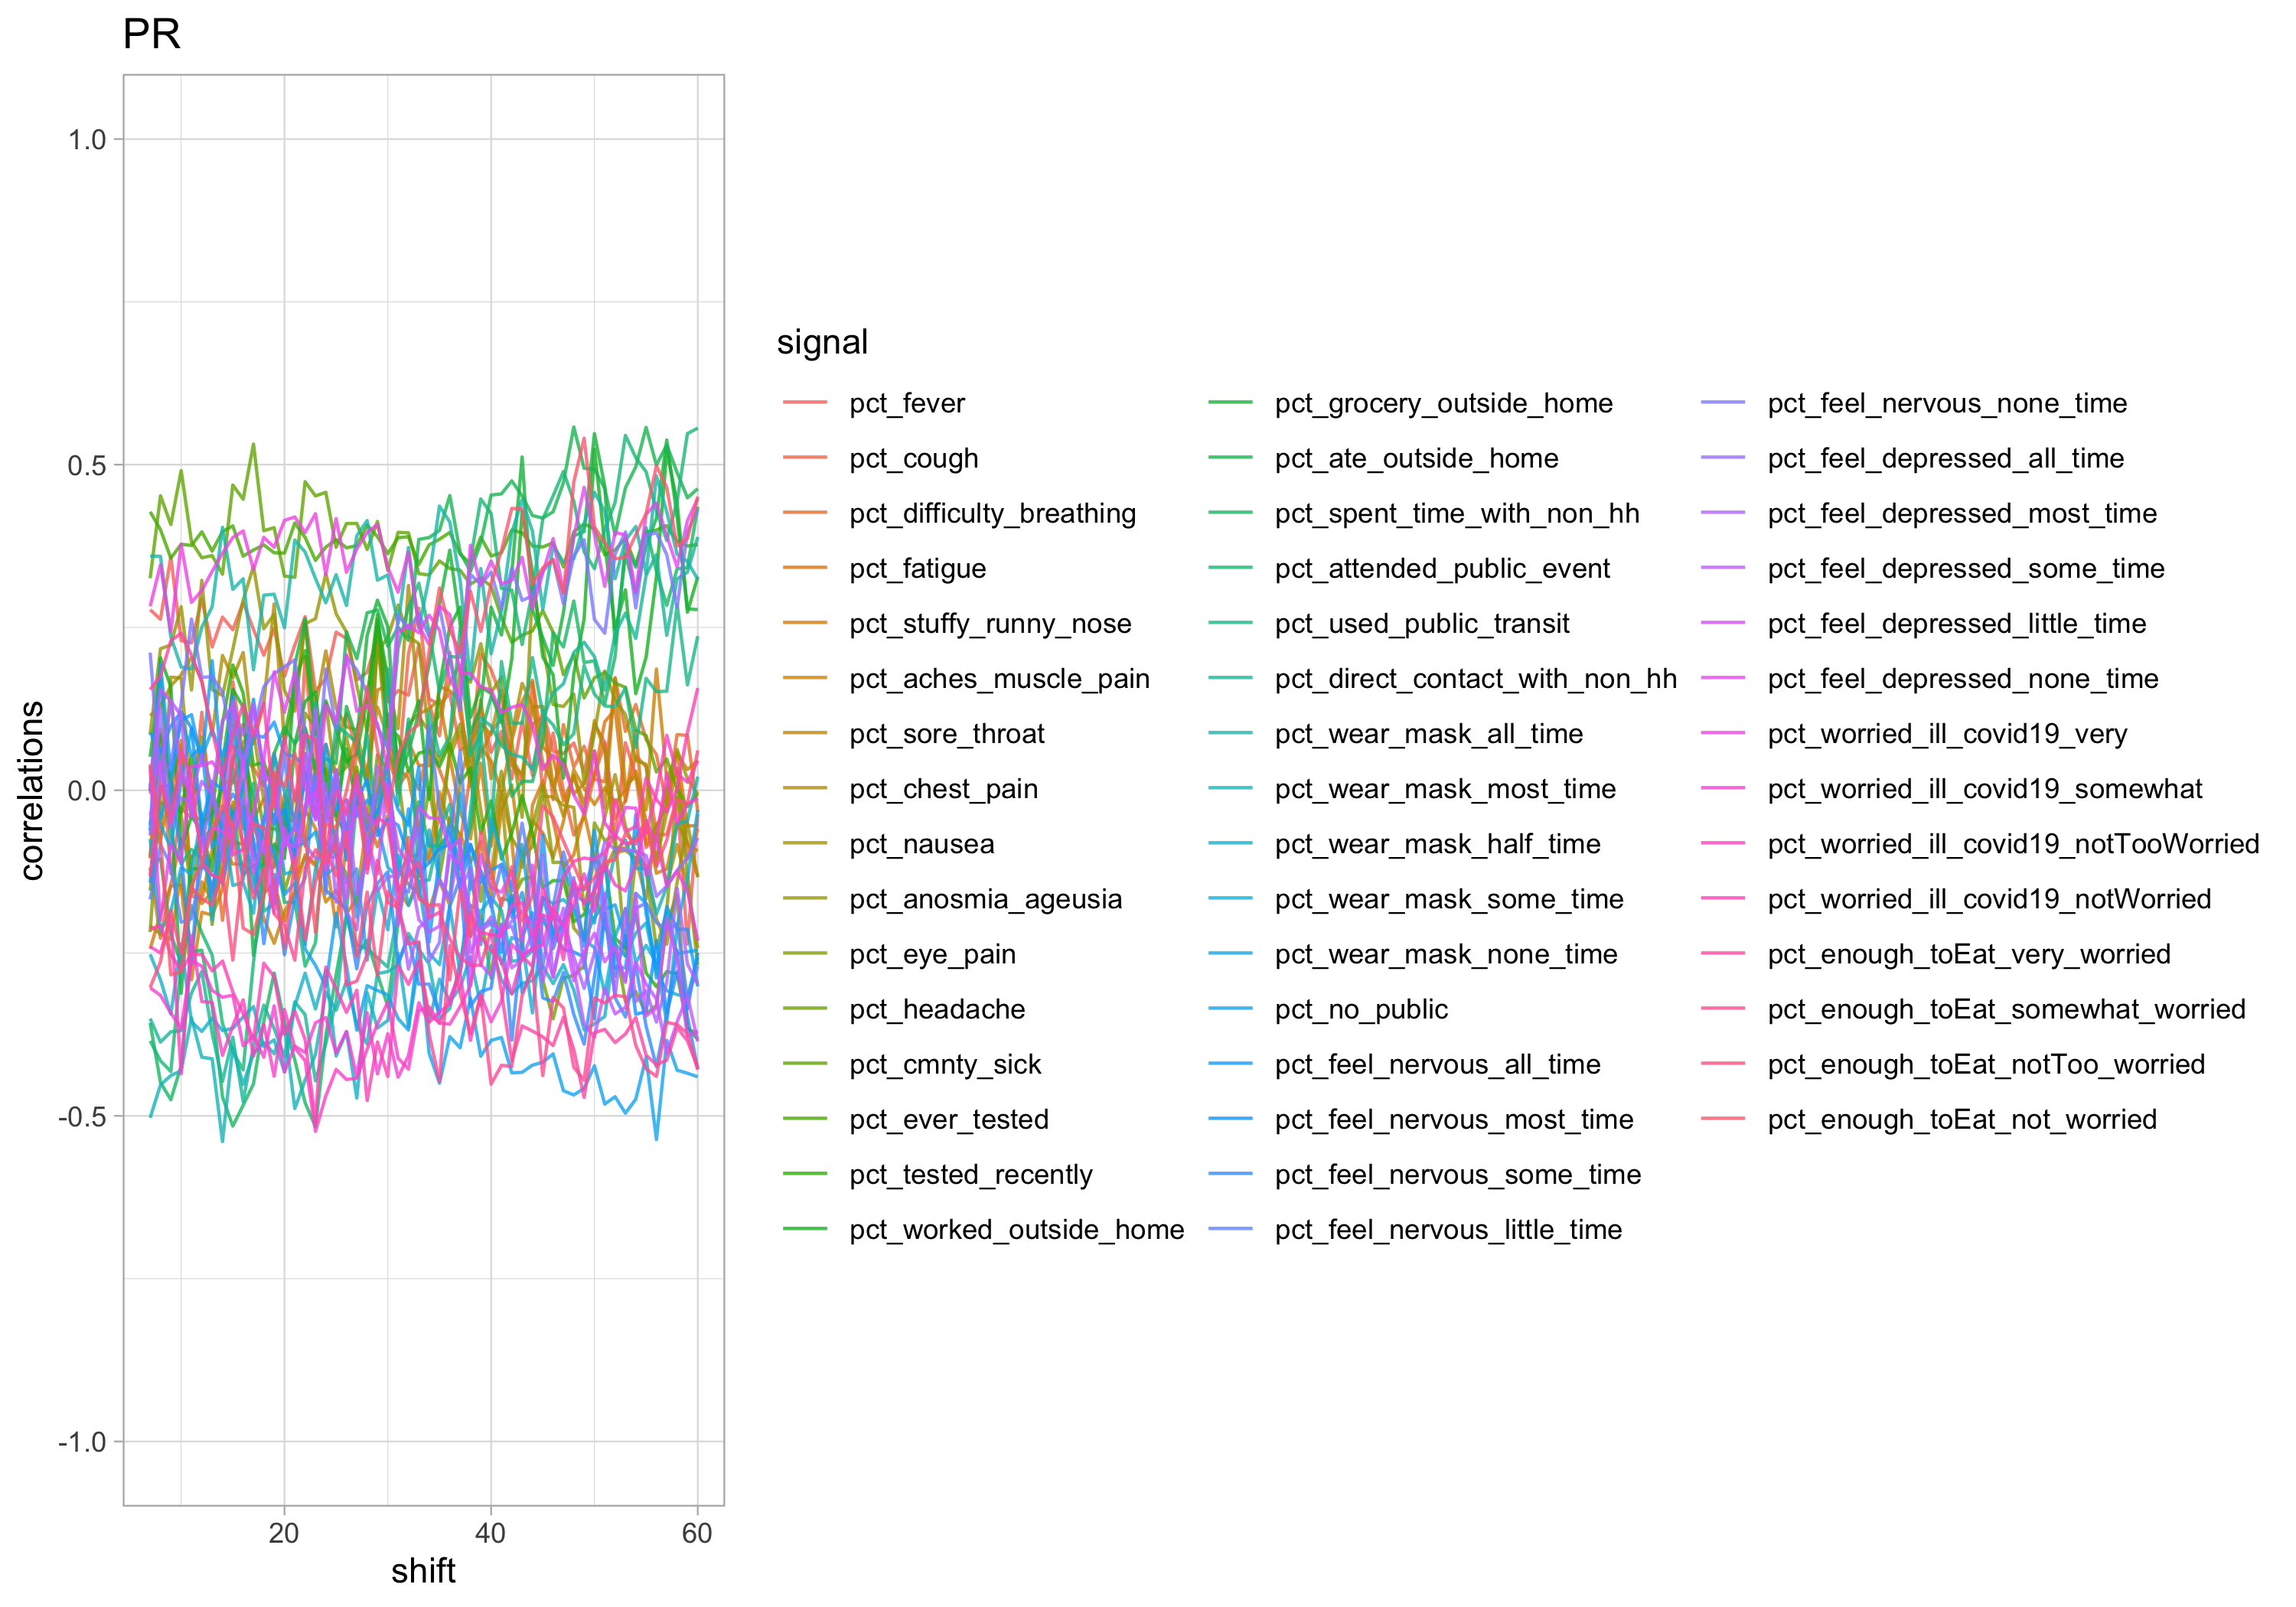 PR
1.0
0.5
0.0
-0.5
-1.0
correlations
20 40 60
shift
signal
pct_fever
pct_cough
pct_difficulty_breathing
pct_fatigue
pct_stuffy_runny_nose
pct_aches_muscle_pain
pct_sore_throat
pct_chest_pain
pct_nausea
pct_anosmia_ageusia
pct_eye_pain
pct_headache
pct_cmnty_sick
pct_ever_tested
pct_tested_recently
pct_worked_outside_home
pct_grocery_outside_home
pct_ate_outside_home
pct_spent_time_with_non_hh
pct_attended_public_event
pct_used_public_transit
pct_direct_contact_with_non_hh
pct_wear_mask_all_time
pct_wear_mask_most_time
pct_wear_mask_half_time
pct_wear_mask_some_time
pct_wear_mask_none_time
pct_no_public
pct_feel_nervous_all_time
pct_feel_nervous_most_time
pct_feel_nervous_some_time
pct_feel_nervous_little_time
pct_feel_nervous_none_time
pct_feel_depressed_all_time
pct_feel_depressed_most_time
pct_feel_depressed_some_time
pct_feel_depressed_little_time
pct_feel_depressed_none_time
pct_worried_ill_covid19_very
pct_worried_ill_covid19_somewhat
pct_worried_ill_covid19_notTooWorried
pct_worried_ill_covid19_notWorried
pct_enough_toEat_very_worried
pct_enough_toEat_somewhat_worried
pct_enough_toEat_notToo_worried
pct_enough_toEat_not_worried